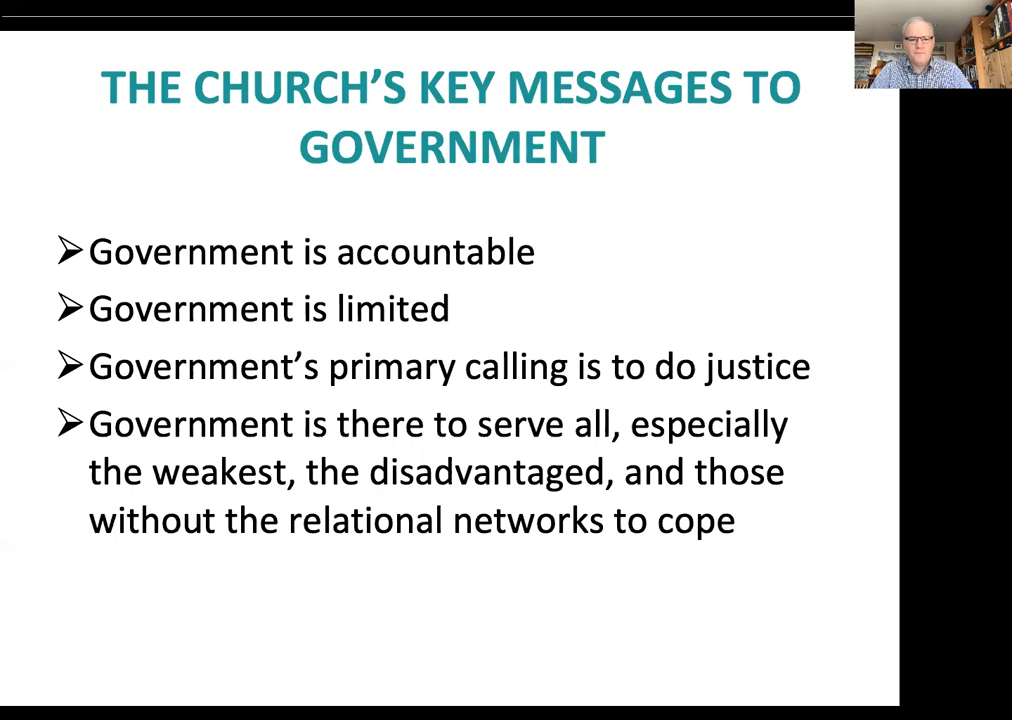 THE CHURCH’S KEY MESSAGES TO
GOVERNMENT
➢Government is accountable
➢Government is limited
➢Government’s primary calling is to do justice
➢Government is there to serve all, especially
the weakest, the disadvantaged, and those
without the relational networks to cope